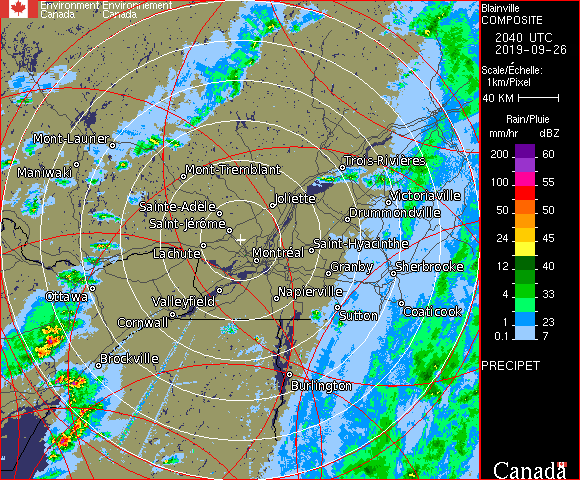 Environment Environnement
Canada Canada
Blainville
COMPOSITE
2040 UTC
2019-09-26
Scale/Échelle:
1km/Pixel
40 KM
Rain/Pluie
mm/hr dBZ
200 60
100 55
50 50
24 45
12 40
4 33
1 23
0.1 7
PRECIPET
Canada
Mont-Laurier
Maniwaki
Mont-Tremblant
Trois-Rivières
Sainte-Adele
Joliette
Victoriaville
Drummondville
Saint-Jérôme
Lachute
Montréal
Saint-Hyacinthe
Granby
Sherbrooke
Ottawa
Valleyfield
Napierville
Cornwall
Sutton
Coaticook
Brockville
Burlington